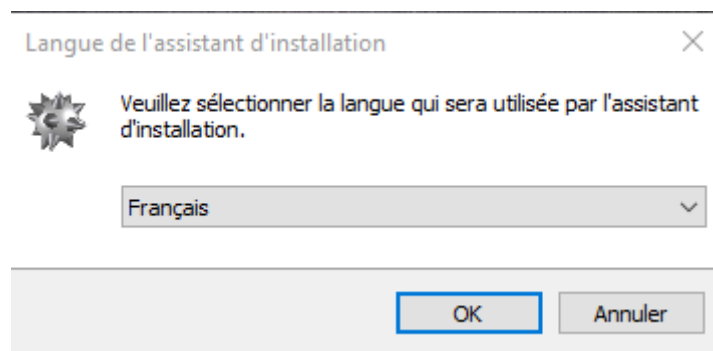 Langue de l'assistant d'installation
Veuillez sélectionner la langue qui sera utilisée par l'assistant
d'installation.
Français
OK
Annuler